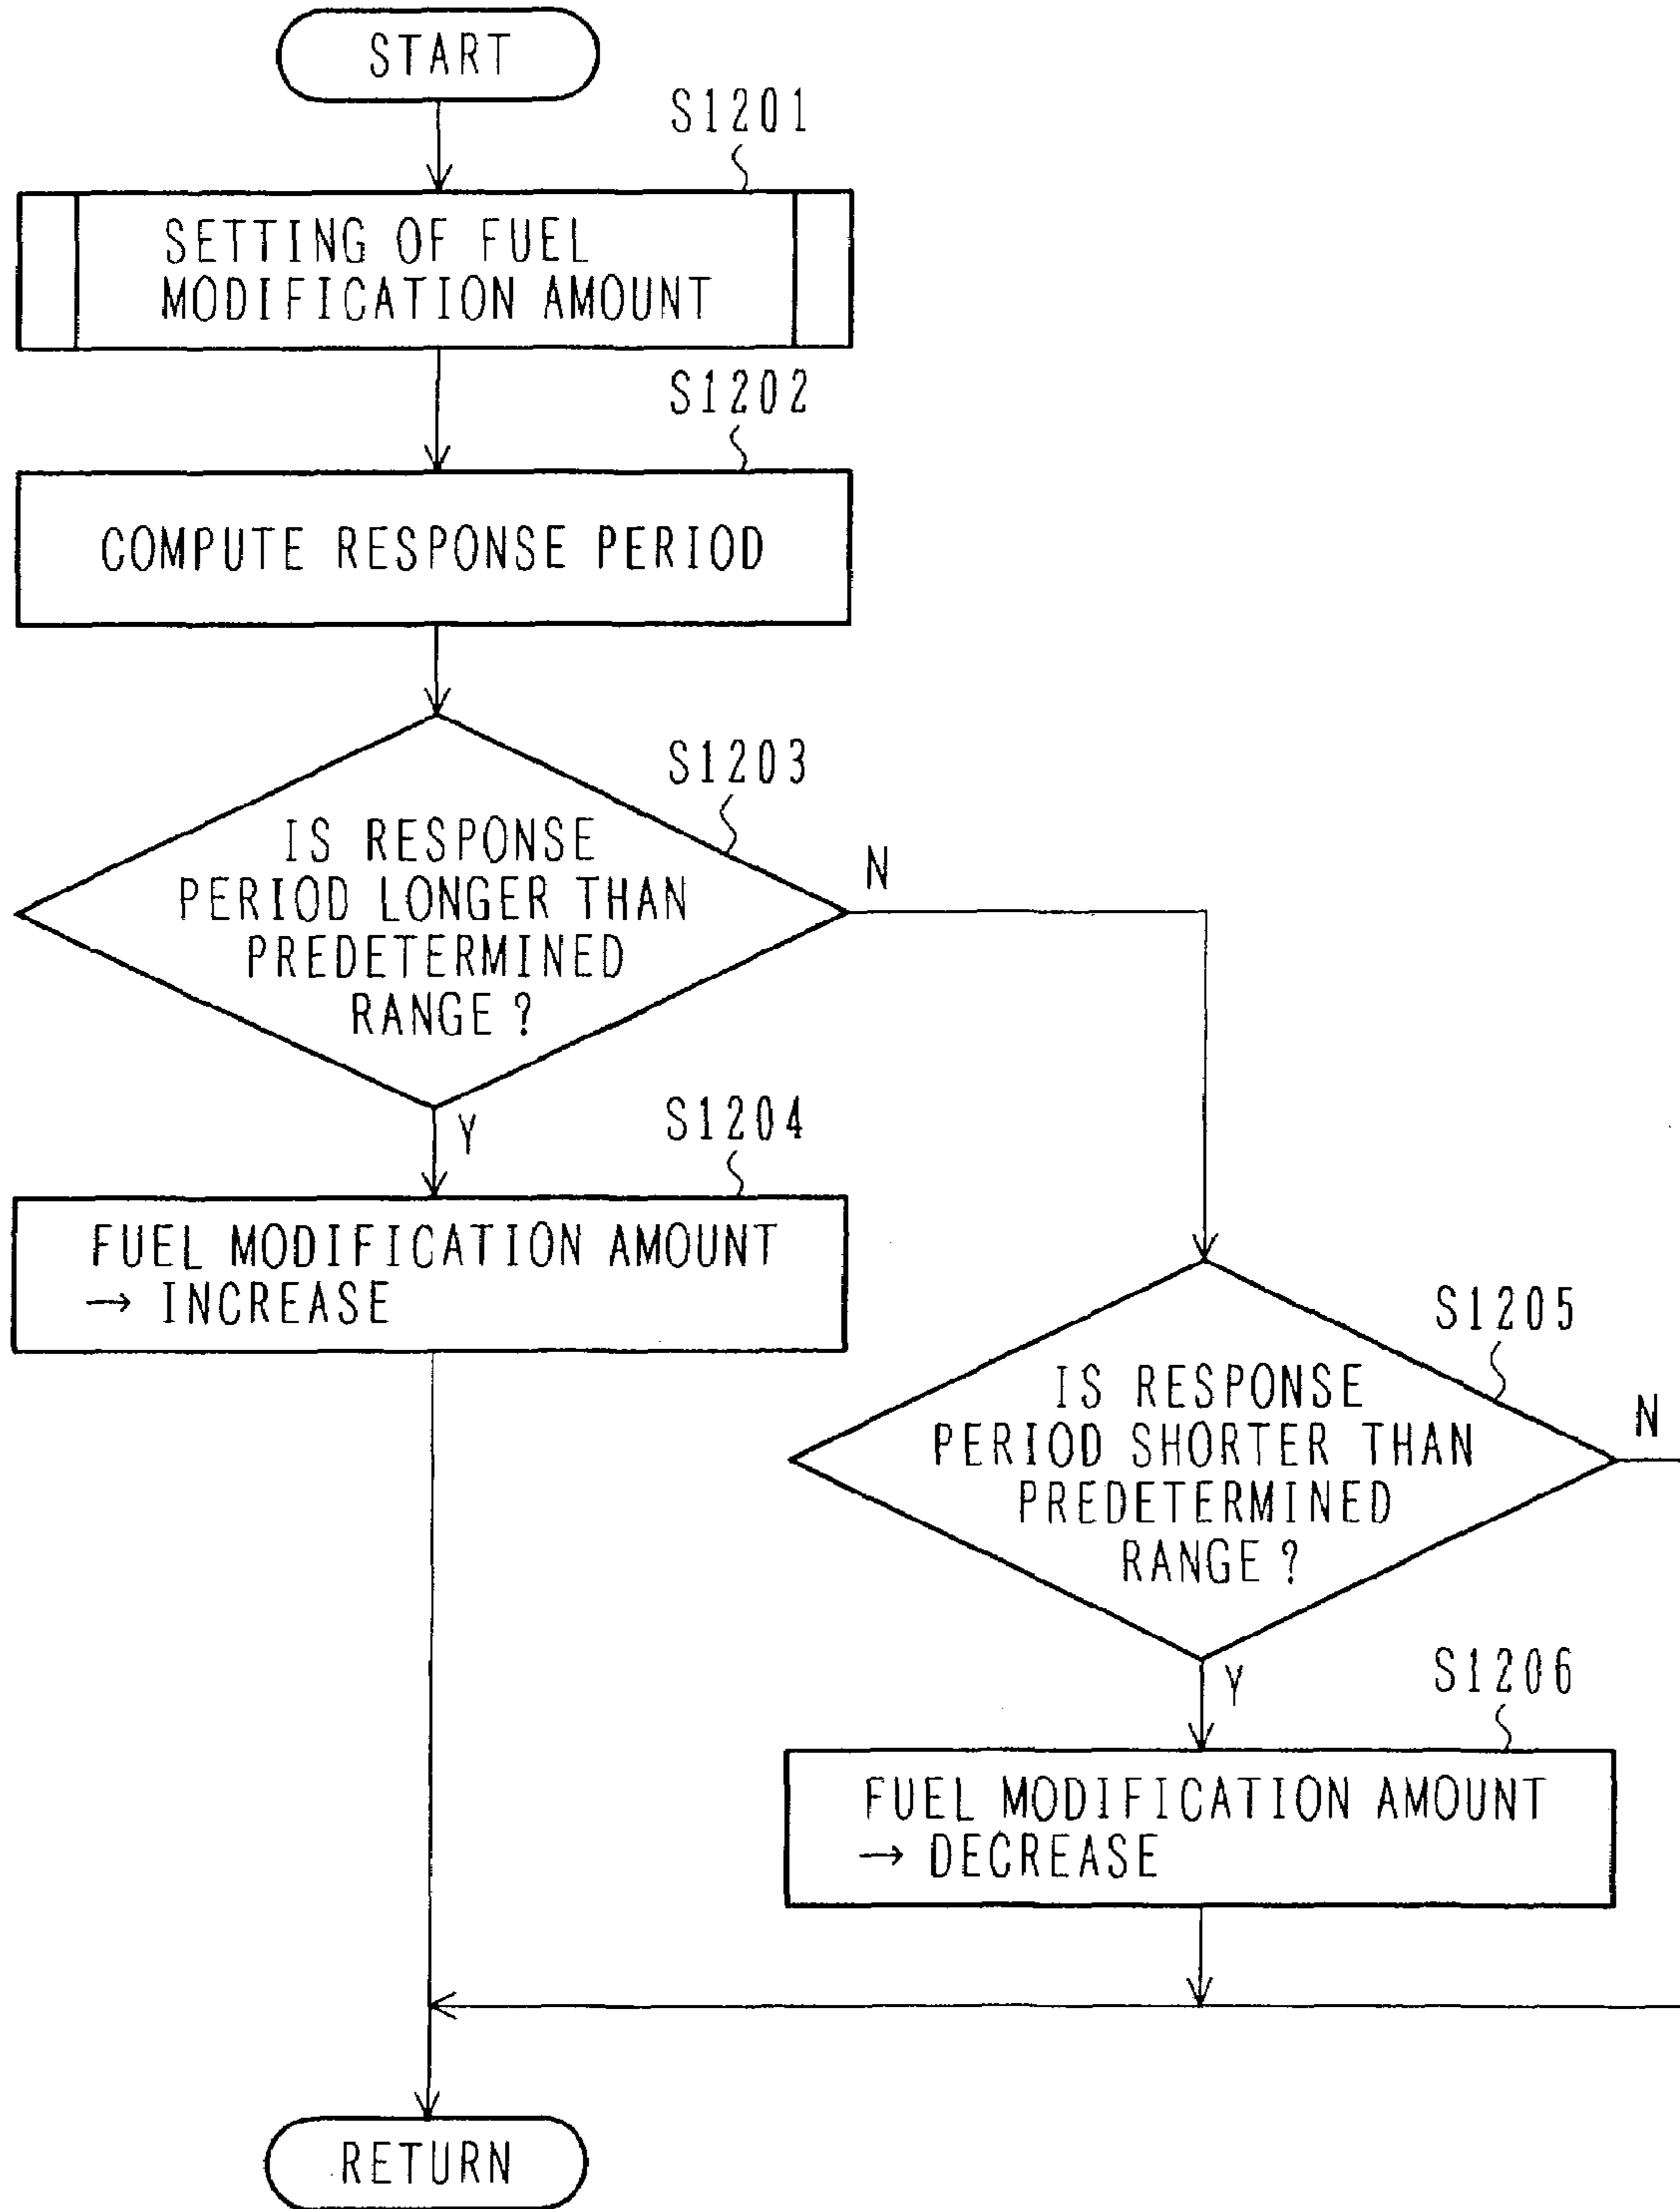 START
S1201
SETTING OF FUEL
MODIFICATION AMOUNT
S1202
COMPUTE RESPONSE PERIOD
S1203
IS RESPONSE
PERIOD LONGER THAN
PREDETERMINED
RANGE?
N
Y
S1204
FUEL MODIFICATION AMOUNT
→ INCREASE
S1205
IS RESPONSE
PERIOD SHORTER THAN
PREDETERMINED
RANGE?
N
Y
S1206
FUEL MODIFICATION AMOUNT
→ DECREASE
RETURN